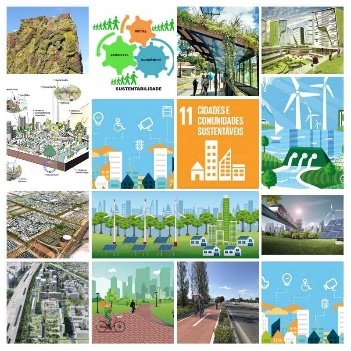 SOCIAL
AMBIENTAL
ECONÔMICO
SUSTENTABILIDADE
11 CIDADES E
COMUNIDADES
SUSTENTÁVEIS